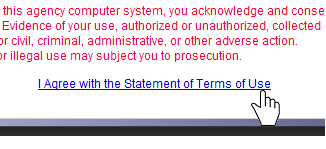 this agency computer system, you acknowledge and conse
Evidence of your use, authorized or unauthorized, collected
or civil, criminal, administrative, or other adverse action.
or illegal use may subject you to prosecution.
I Agree with the Statement of Terms of Use